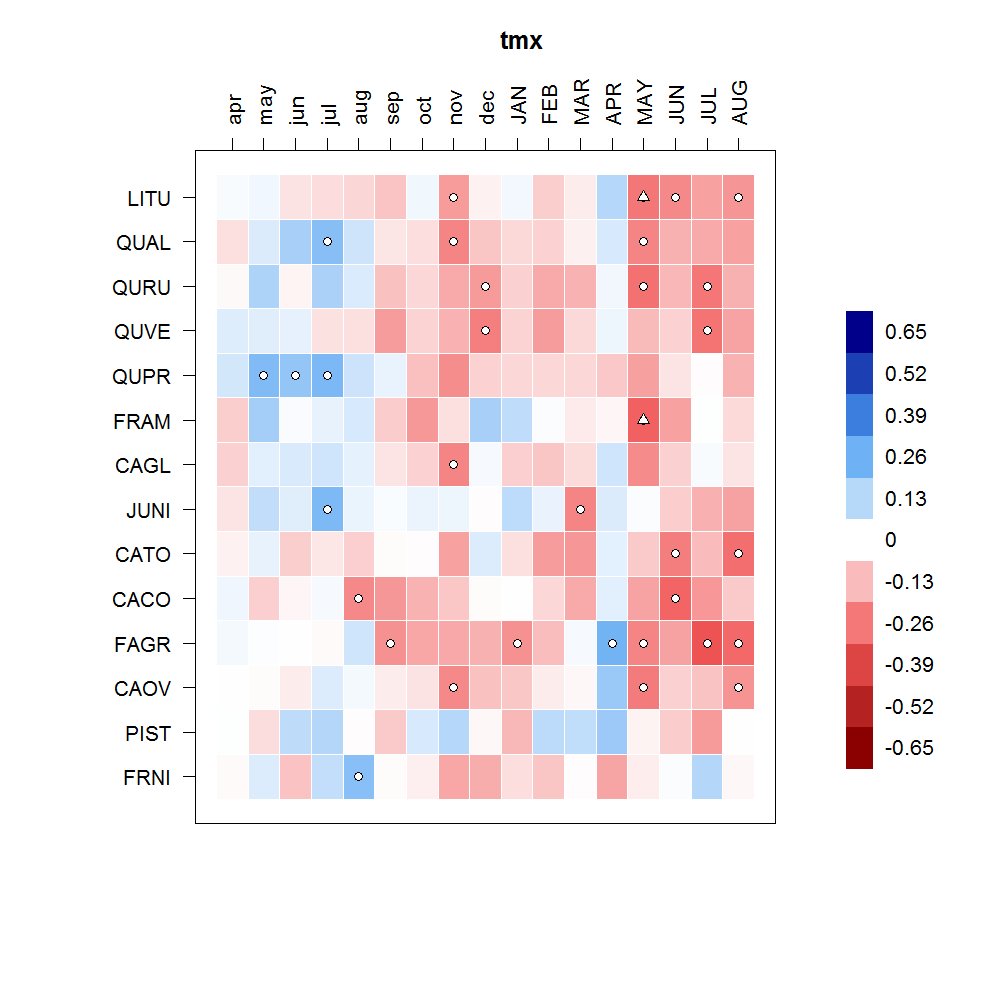 tmx
apr may jun jul aug sep oct nov dec JAN FEB MAR APR MAY JUN JUL AUG
LITU
QUAL
QURU
QUVE
QUPR
FRAM
CAGL
JUNI
CATO
CACO
FAGR
CAOV
PIST
FRNI
0.65
0.52
0.39
0.26
0.13
0
-0.13
-0.26
-0.39
-0.52
-0.65